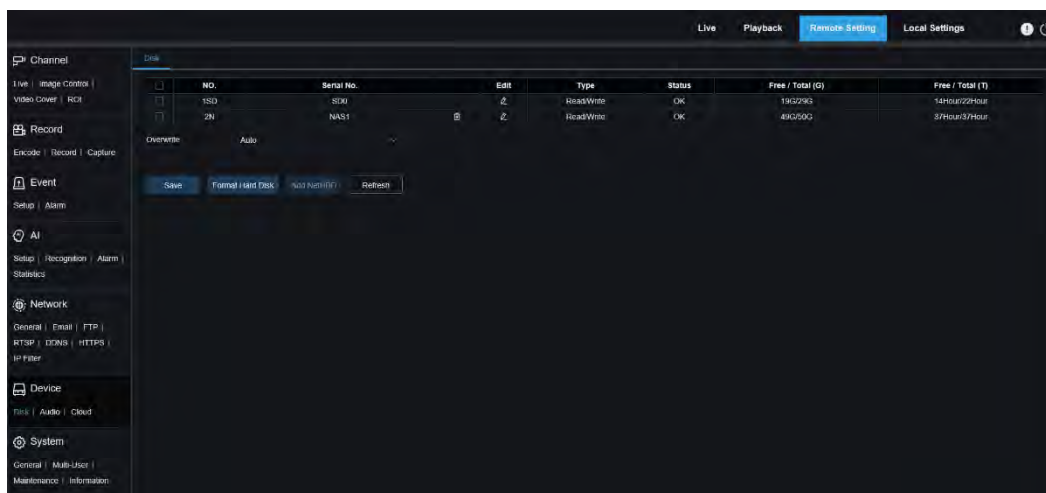 Live Playback Remote Setting Local Settings
Channel
Live | Image Control |
Video Cover | ROI
Record
Encode | Record | Capture
Event
Setup | Alarm
AI
Setup | Recognition | Alarm |
Statistics
Network
General | Email | FTP |
RTSP | DDNS | HTTPS |
IP Filter
Device
Disk | Audio | Cloud
System
General | Multi-User |
Maintenance | Information
Disk
NO. Serial No. Edit Type Status Free / Total (G) Free / Total (T)
1SD SD0 Read/Write OK 19G/29G 14Hour/22Hour
2N NAS1 Read/Write OK 49G/50G 37Hour/37Hour
Overwrite Auto
Save Format Hard Disk Add NetHDD Refresh